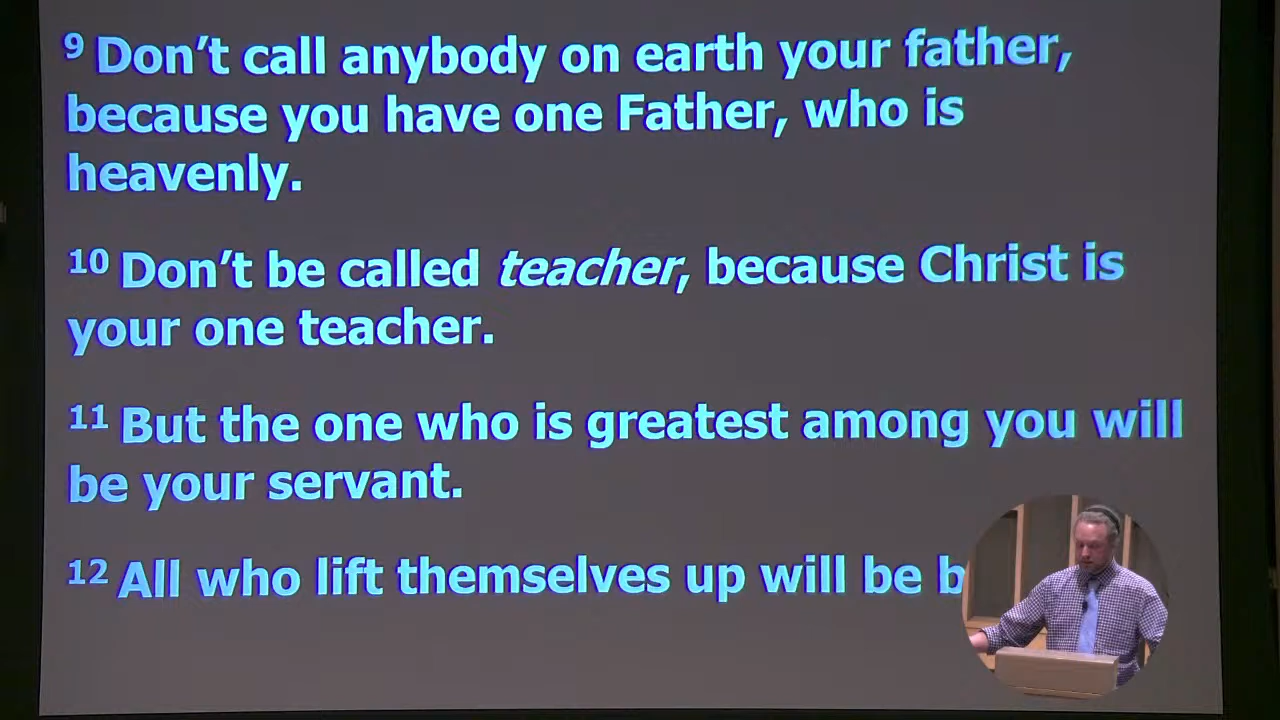 9 Don't call anybody on earth your father,
because you have one Father, who is
heavenly.
10 Don't be called teacher, because Christ is
your one teacher.
11 But the one who is greatest among you will
be your servant.
12 All who lift themselves up will be